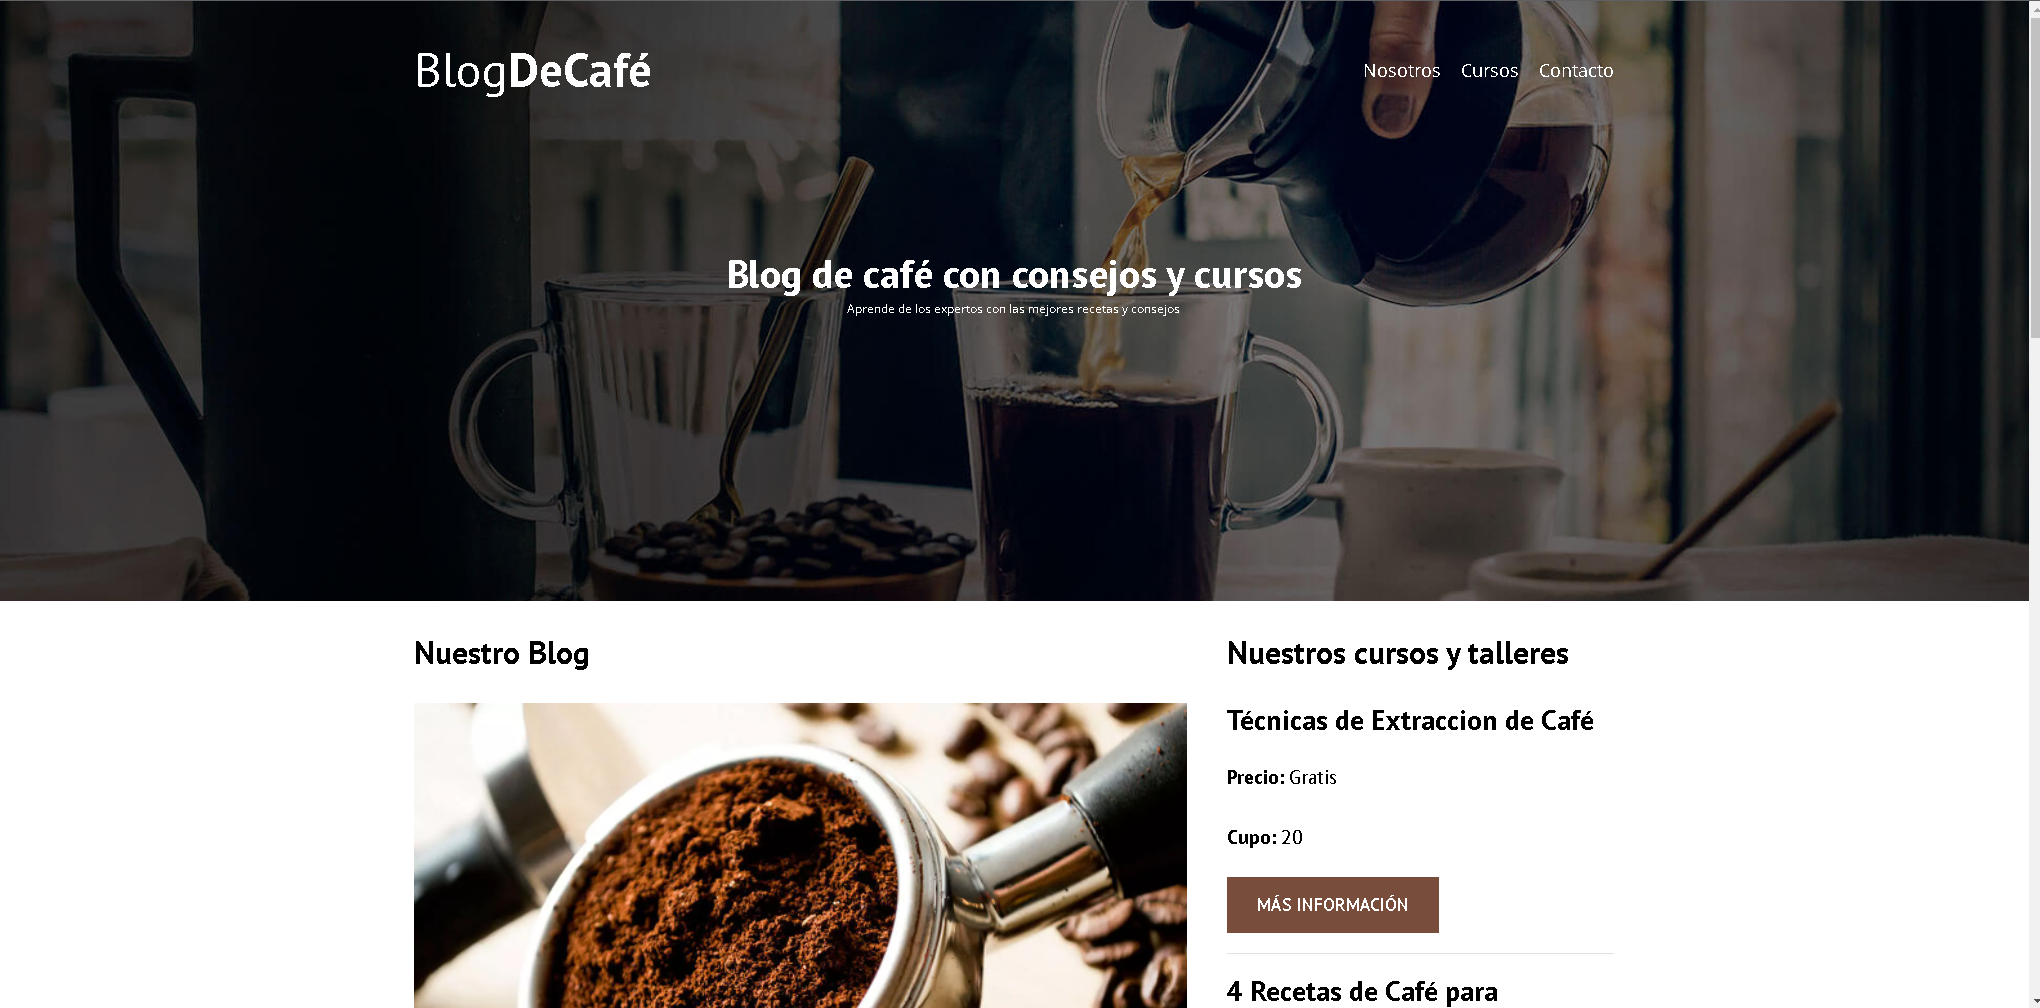 BlogDeCafé
Nosotros Cursos Contacto
Blog de café con consejos y cursos
Aprende de los expertos con las mejores recetas y consejos
Nuestro Blog
Nuestros cursos y talleres
Técnicas de Extraccion de Café
Precio: Gratis
Cupo: 20
MÁS INFORMACIÓN
4 Recetas de Café para